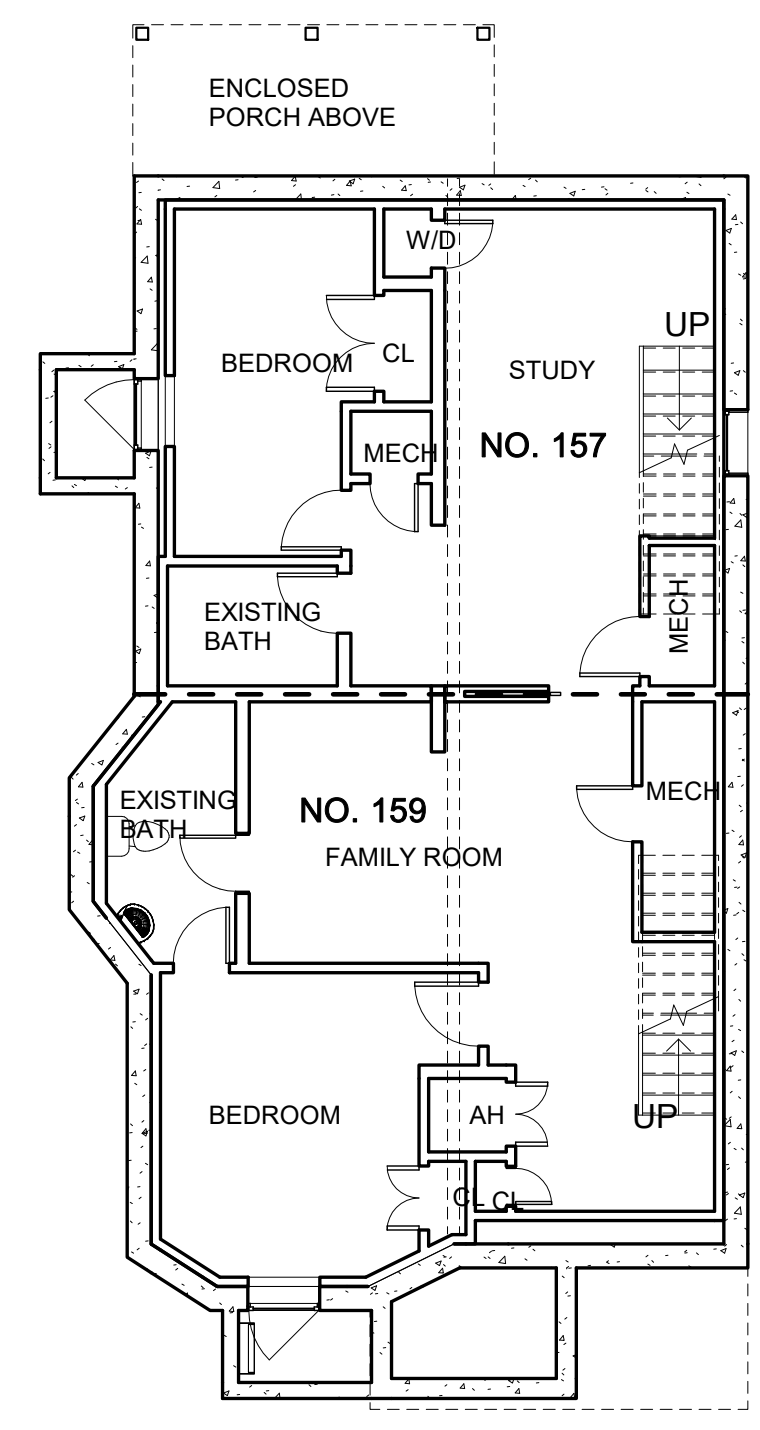 ENCLOSED
PORCH ABOVE
W/D
UP
BEDROOM
CL
STUDY
MECH
NO. 157
EXISTING
BATH
MECH
EXISTING
BATH
NO. 159
MECH
FAMILY ROOM
BEDROOM
AH
UP
CL
CL